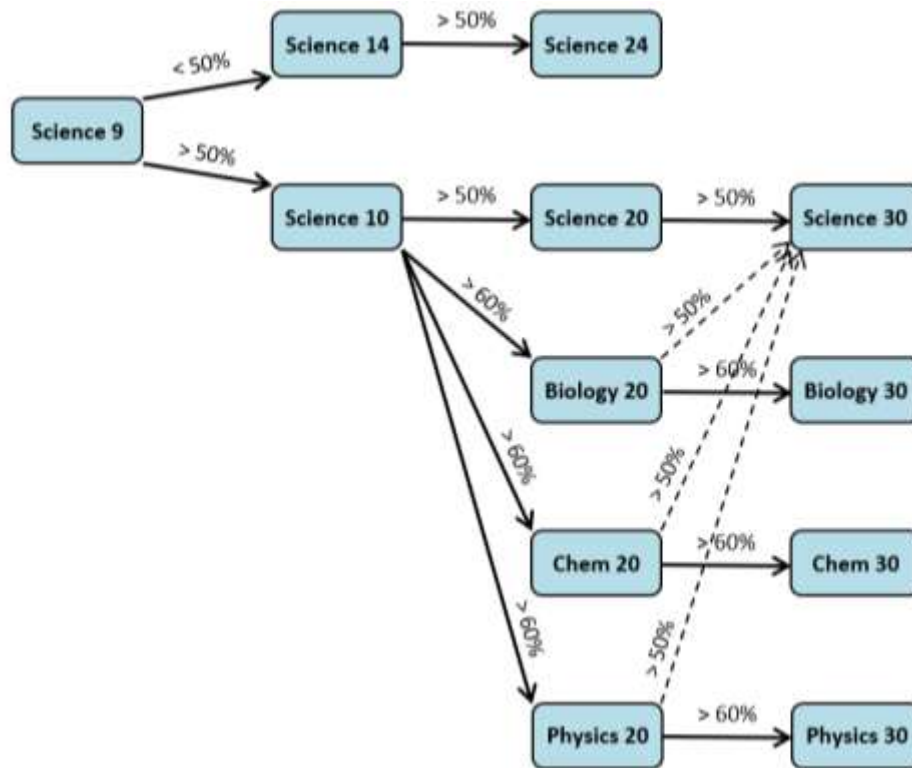 > 50%
Science 14
Science 24
< 50%
Science 9
> 50%
> 50%
> 50%
Science 10
Science 20
Science 30
> 60%
> 50%
> 60%
Biology 20
Biology 30
> 60%
> 50%
> 60%
Chem 20
Chem 30
> 60%
> 50%
> 60%
Physics 20
Physics 30